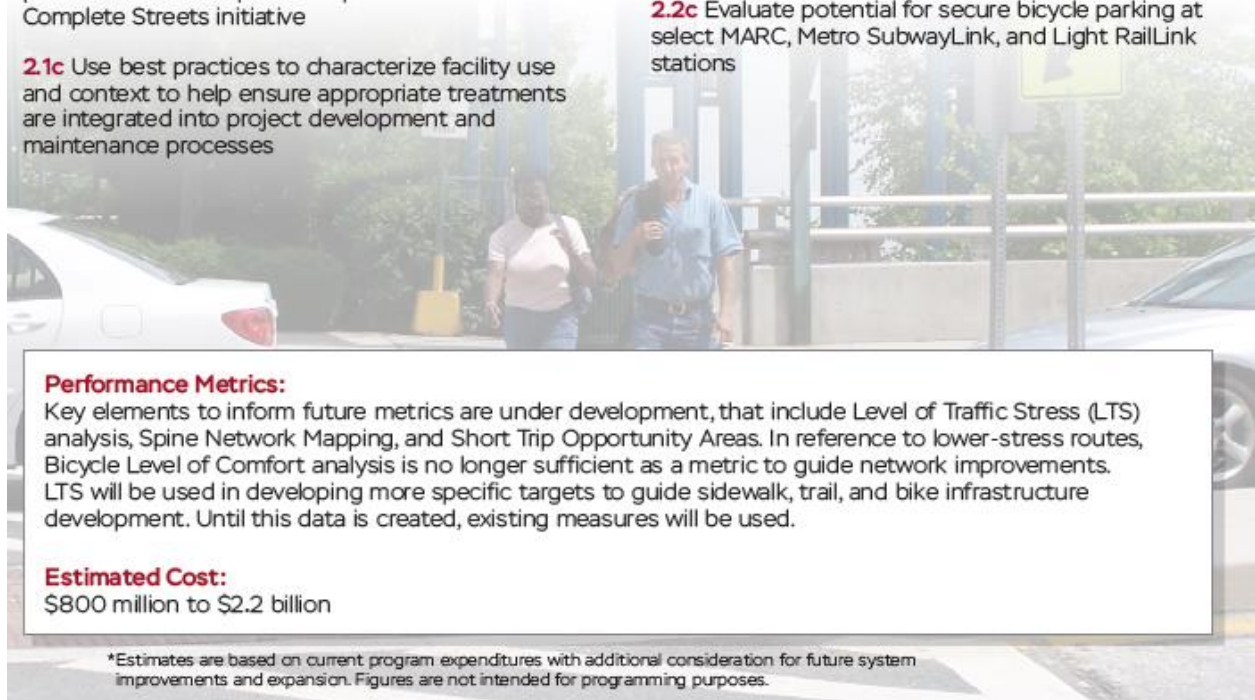 Complete Streets initiative
2.1c Use best practices to characterize facility use
and context to help ensure appropriate treatments
are integrated into project development and
maintenance processes
2.2c Evaluate potential for secure bicycle parking at
select MARC, Metro SubwayLink, and Light RailLink
stations
Performance Metrics:
Key elements to inform future metrics are under development, that include Level of Traffic Stress (LTS)
analysis, Spine Network Mapping, and Short Trip Opportunity Areas. In reference to lower-stress routes,
Bicycle Level of Comfort analysis is no longer sufficient as a metric to guide network improvements.
LTS will be used in developing more specific targets to guide sidewalk, trail, and bike infrastructure
development. Until this data is created, existing measures will be used.
Estimated Cost:
$800 million to $2.2 billion
*Estimates are based on current program expenditures with additional consideration for future system
improvements and expansion. Figures are not intended for programming purposes.